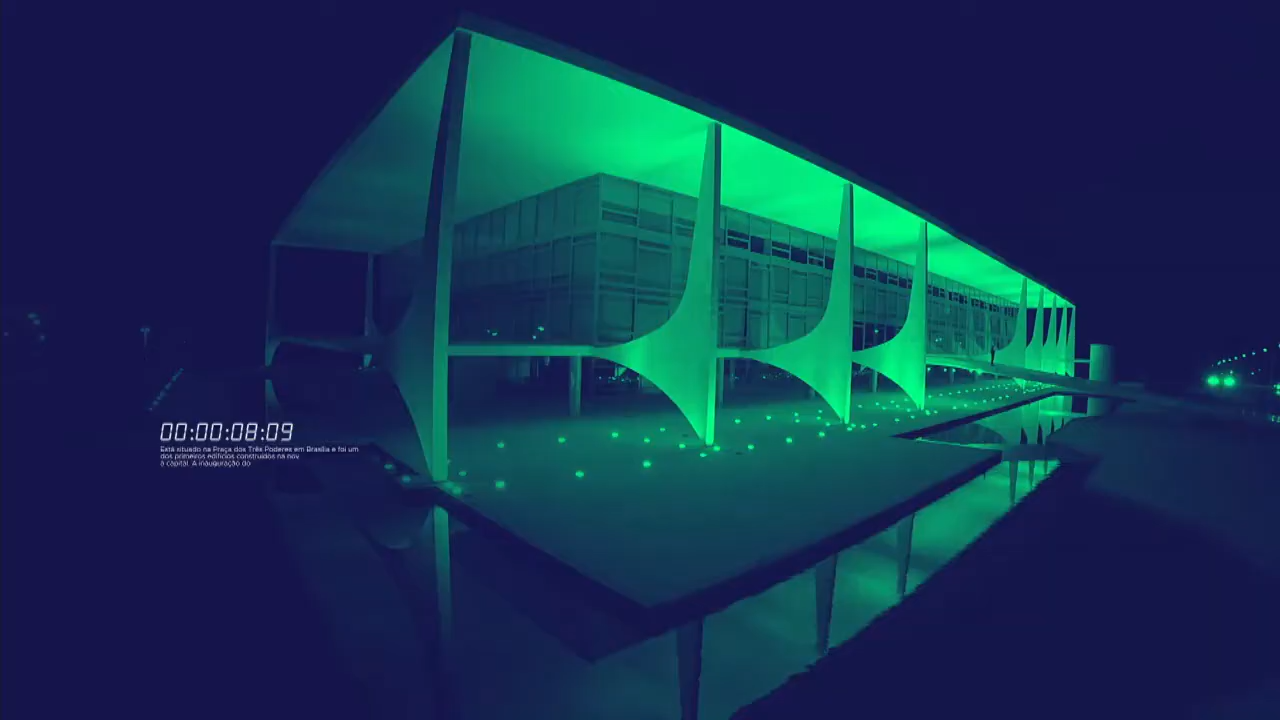 00:00:08:09
Está situado na Praça dos Três Poderes em Brasília e foi um
dos primeiros edifícios construídos na nov
a capital. A inauguração do